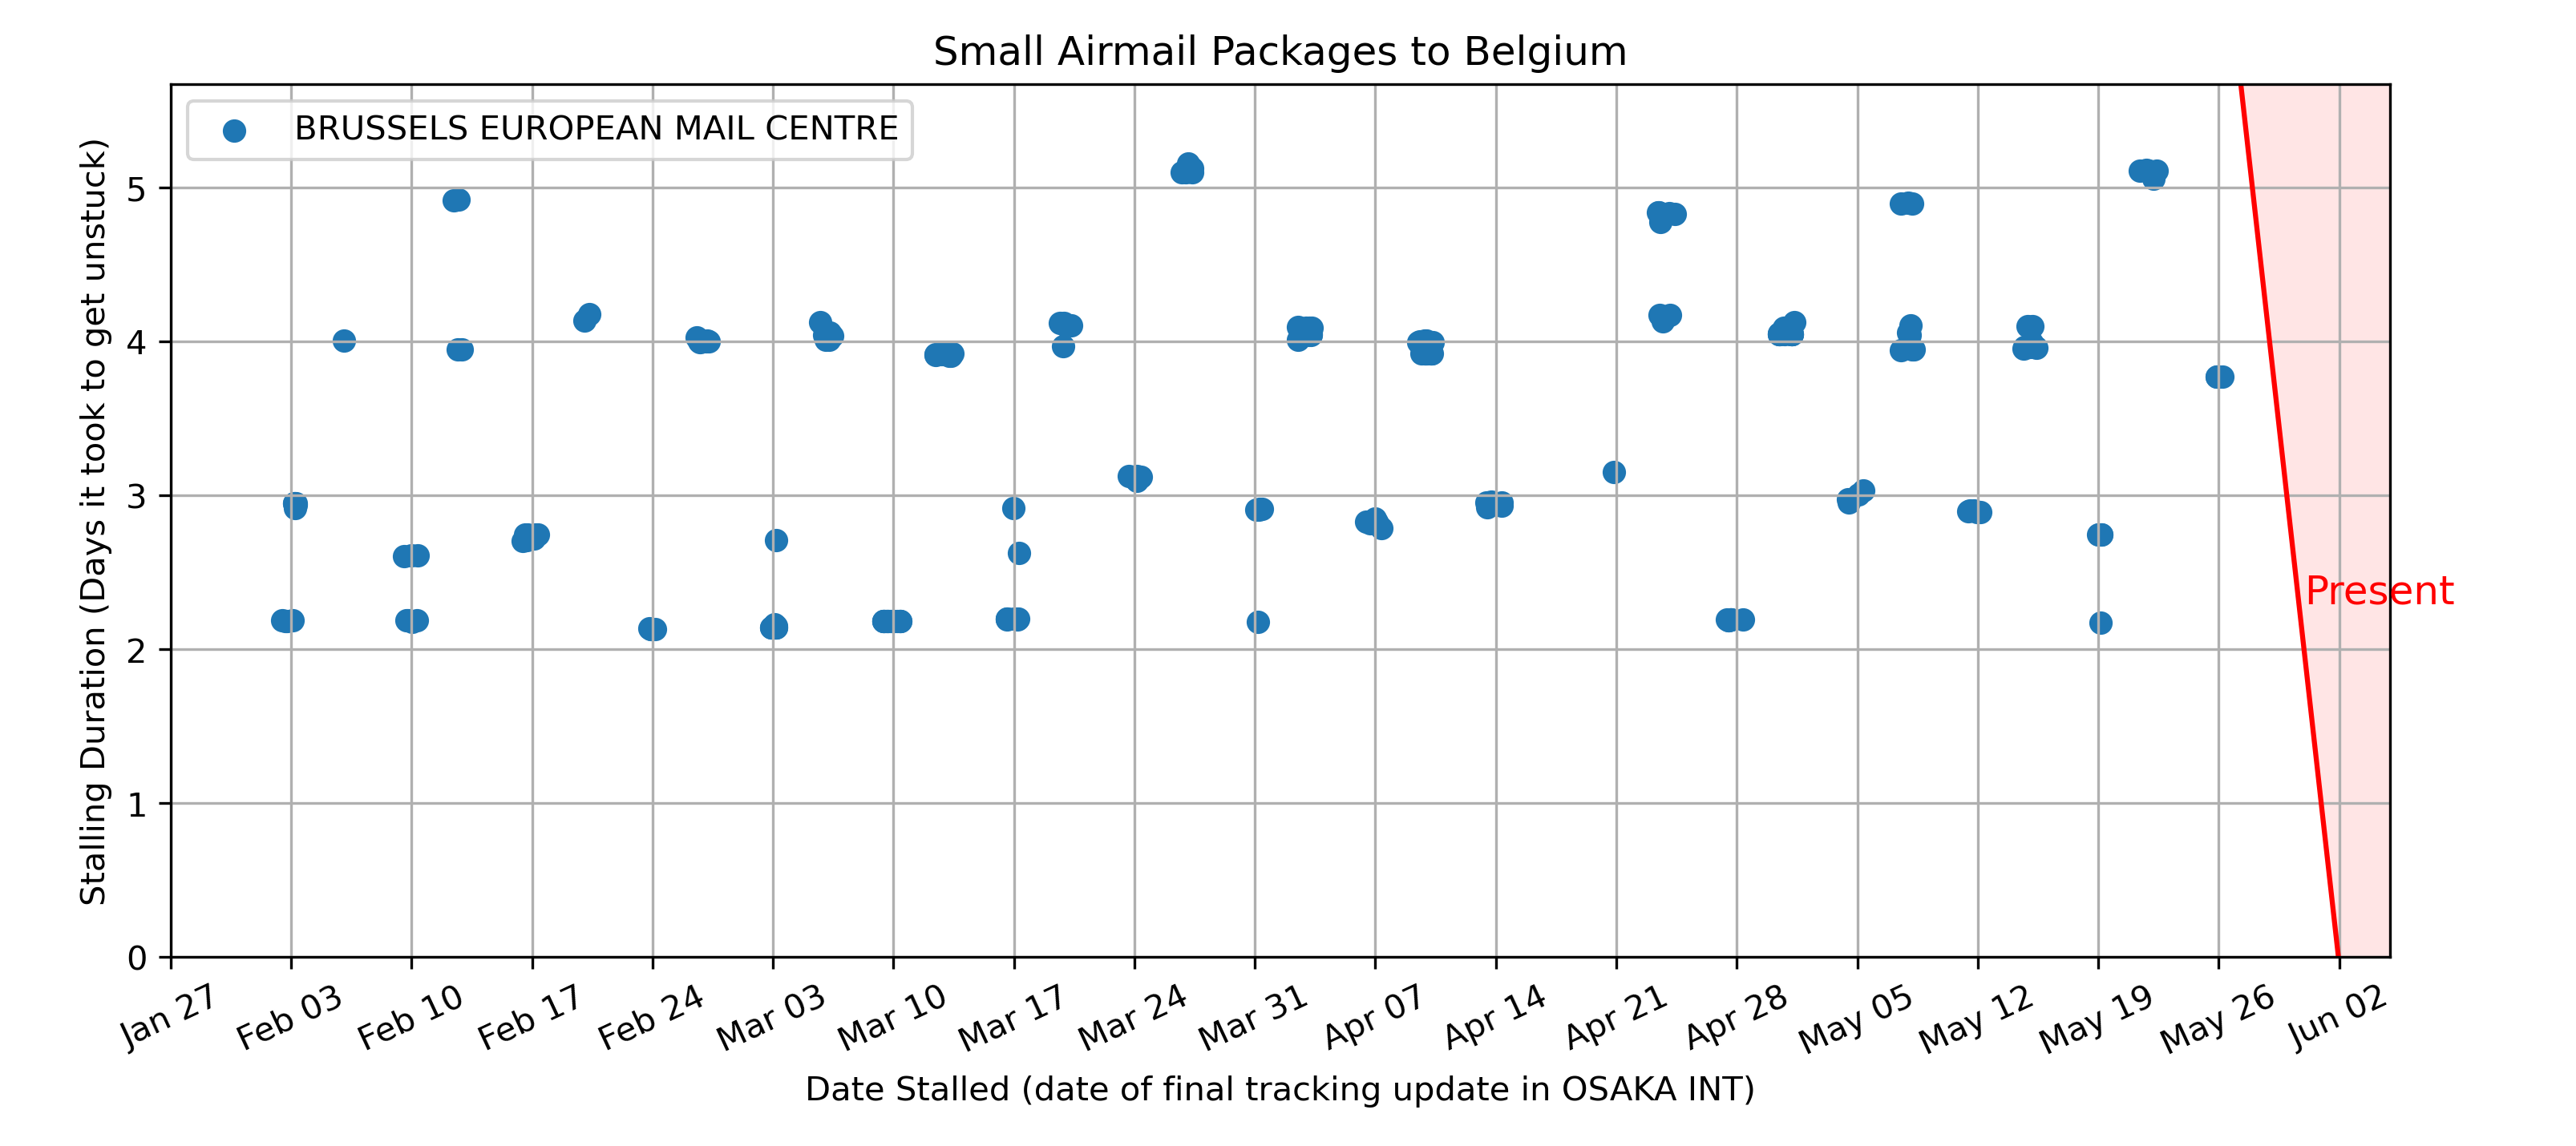 Small Airmail Packages to Belgium
BRUSSELS EUROPEAN MAIL CENTRE
Stalling Duration (Days it took to get unstuck)
5
4
3
2
1
0
Present
Jan 27
Feb 03
Feb 10
Feb 17
Feb 24
Mar 03
Mar 10
Mar 17
Mar 24
Mar 31
Apr 07
Apr 14
Apr 21
Apr 28
May 05
May 12
May 19
May 26
Jun 02
Date Stalled (date of final tracking update in OSAKA INT)